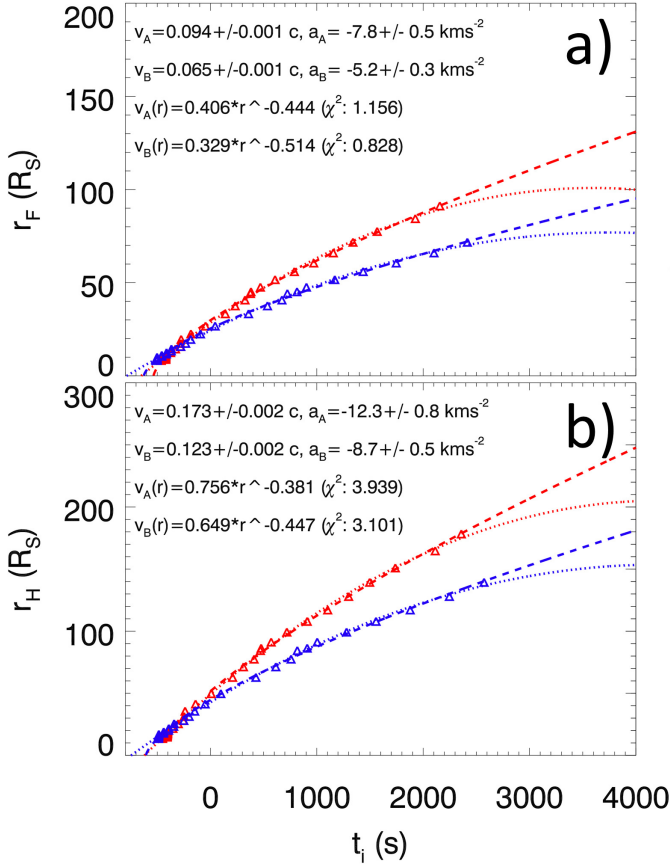 200
150
100
50
0
r_F (R_S)
a)
v_A=0.094+/-0.001 c, a_A= -7.8+/- 0.5 kms^-2
v_B=0.065+/-0.001 c, a_B= -5.2+/- 0.3 kms^-2
v_A(r)=0.406*r^-0.444 (χ²: 1.156)
v_B(r)=0.329*r^-0.514 (χ²: 0.828)
300
200
100
0
r_H (R_S)
b)
v_A=0.173+/-0.002 c, a_A=-12.3+/- 0.8 kms^-2
v_B=0.123+/-0.002 c, a_B= -8.7+/- 0.5 kms^-2
v_A(r)=0.756*r^-0.381 (χ²: 3.939)
v_B(r)=0.649*r^-0.447 (χ²: 3.101)
0 1000 2000 3000 4000
t_i (s)